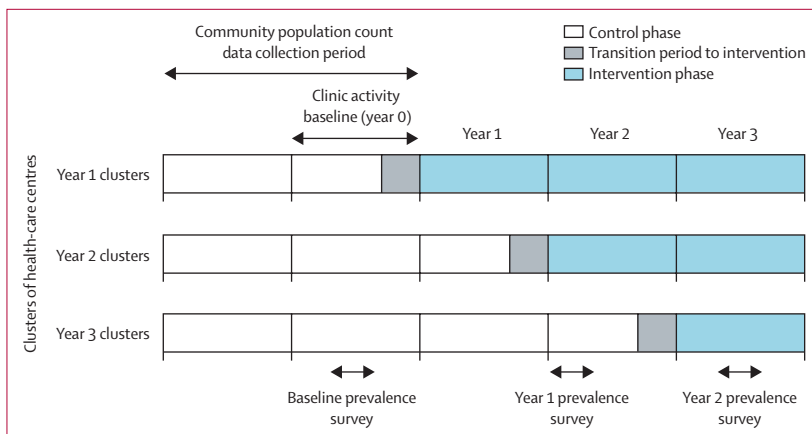 Community population count
data collection period
Control phase
Transition period to intervention
Intervention phase
Clinic activity
baseline (year 0)
Year 1
Year 2
Year 3
Clusters of health-care centres
Year 1 clusters
Year 2 clusters
Year 3 clusters
Baseline prevalence
survey
Year 1 prevalence
survey
Year 2 prevalence
survey